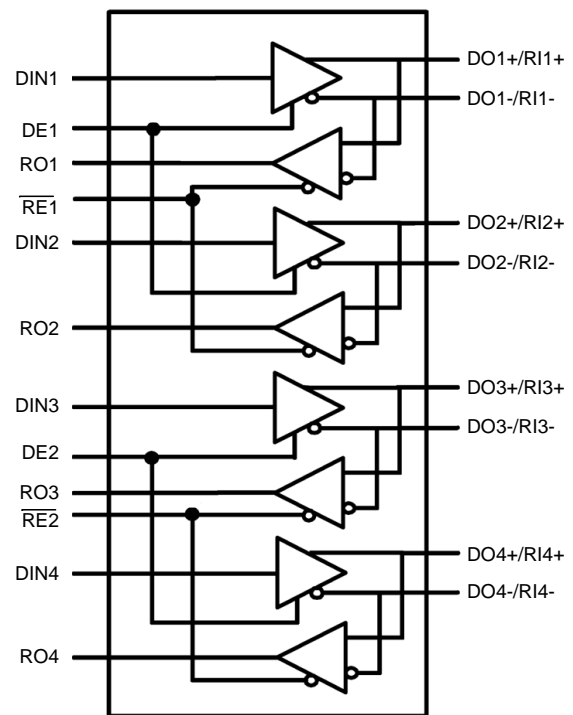 DIN1
DE1
RO1
RE1
DIN2
RO2
DIN3
DE2
RO3
RE2
DIN4
RO4
DO1+/RI1+
DO1-/RI1-
DO2+/RI2+
DO2-/RI2-
DO3+/RI3+
DO3-/RI3-
DO4+/RI4+
DO4-/RI4-